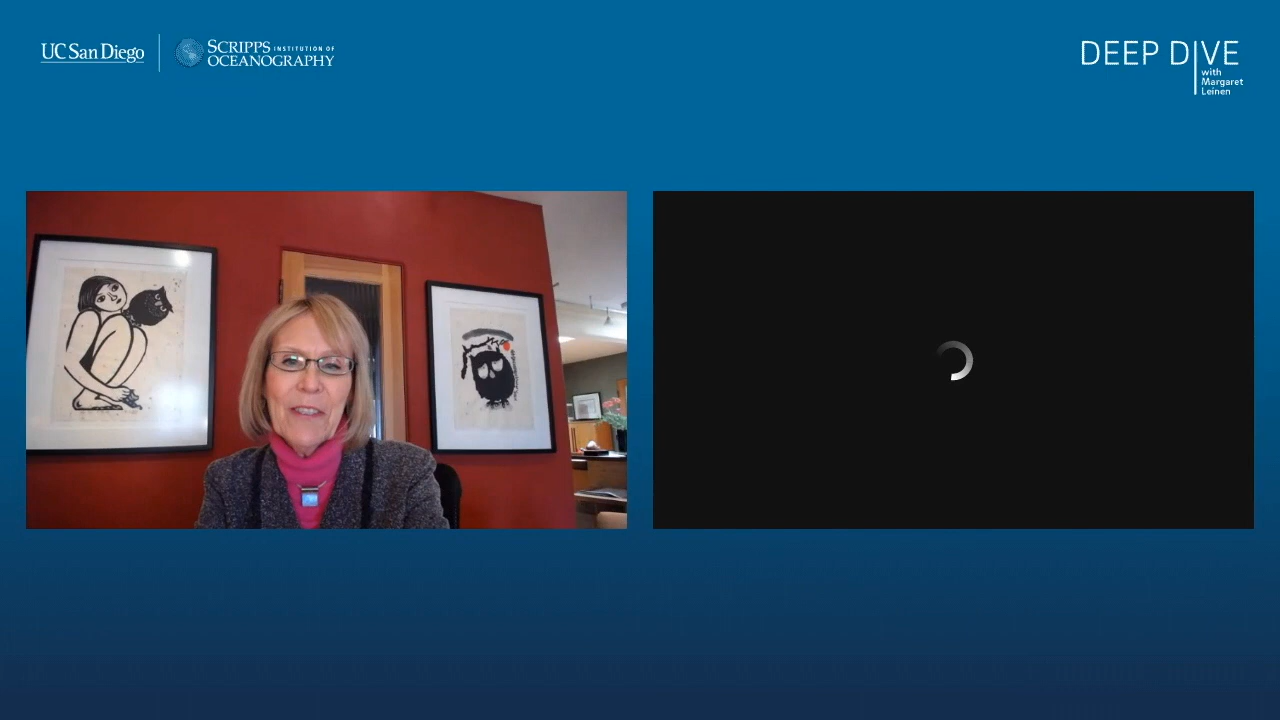 UC San Diego
SCRIPPS INSTITUTION OF
OCEANOGRAPHY
DEEP DIVE
with
Margaret
Leinen